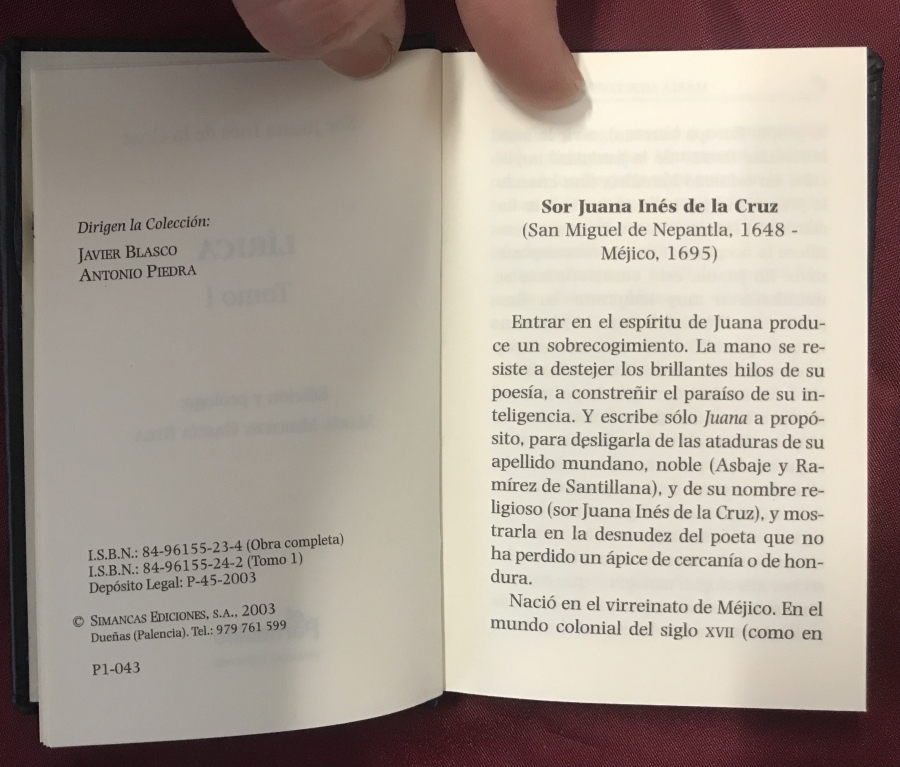 Dirigen la Colección:
JAVIER BLASCO
ANTONIO PIEDRA
I.S.B.N.: 84-96155-23-4 (Obra completa)
I.S.B.N.: 84-96155-24-2 (Tomo 1)
Depósito Legal: P-45-2003
© SIMANCAS EDICIONES, S.A., 2003
Dueñas (Palencia). Tel.: 979 761 599
P1-043
Sor Juana Inés de la Cruz
(San Miguel de Nepantla, 1648 -
Méjico, 1695)
Entrar en el espíritu de Juana produ-
ce un sobrecogimiento. La mano se re-
siste a destejer los brillantes hilos de su
poesía, a constreñir el paraíso de su in-
teligencia. Y escribe sólo Juana a propó-
sito, para desligarla de las ataduras de su
apellido mundano, noble (Asbaje y Ra-
mírez de Santillana), y de su nombre re-
ligioso (sor Juana Inés de la Cruz), y mos-
trarla en la desnudez del poeta que no
ha perdido un ápice de cercanía o de hon-
dura.
Nació en el virreinato de Méjico. En el
mundo colonial del siglo XVII (como en